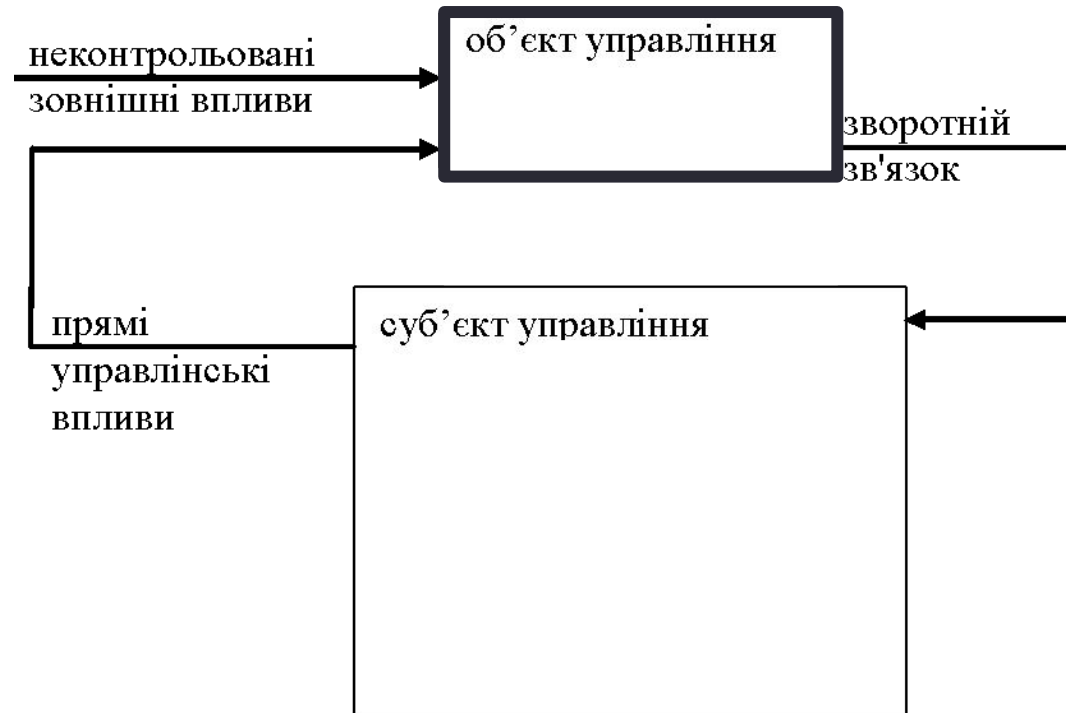 неконтрольовані
зовнішні впливи
об’єкт управління
зворотній
зв'язок
прямі
управлінські
впливи
суб’єкт управління